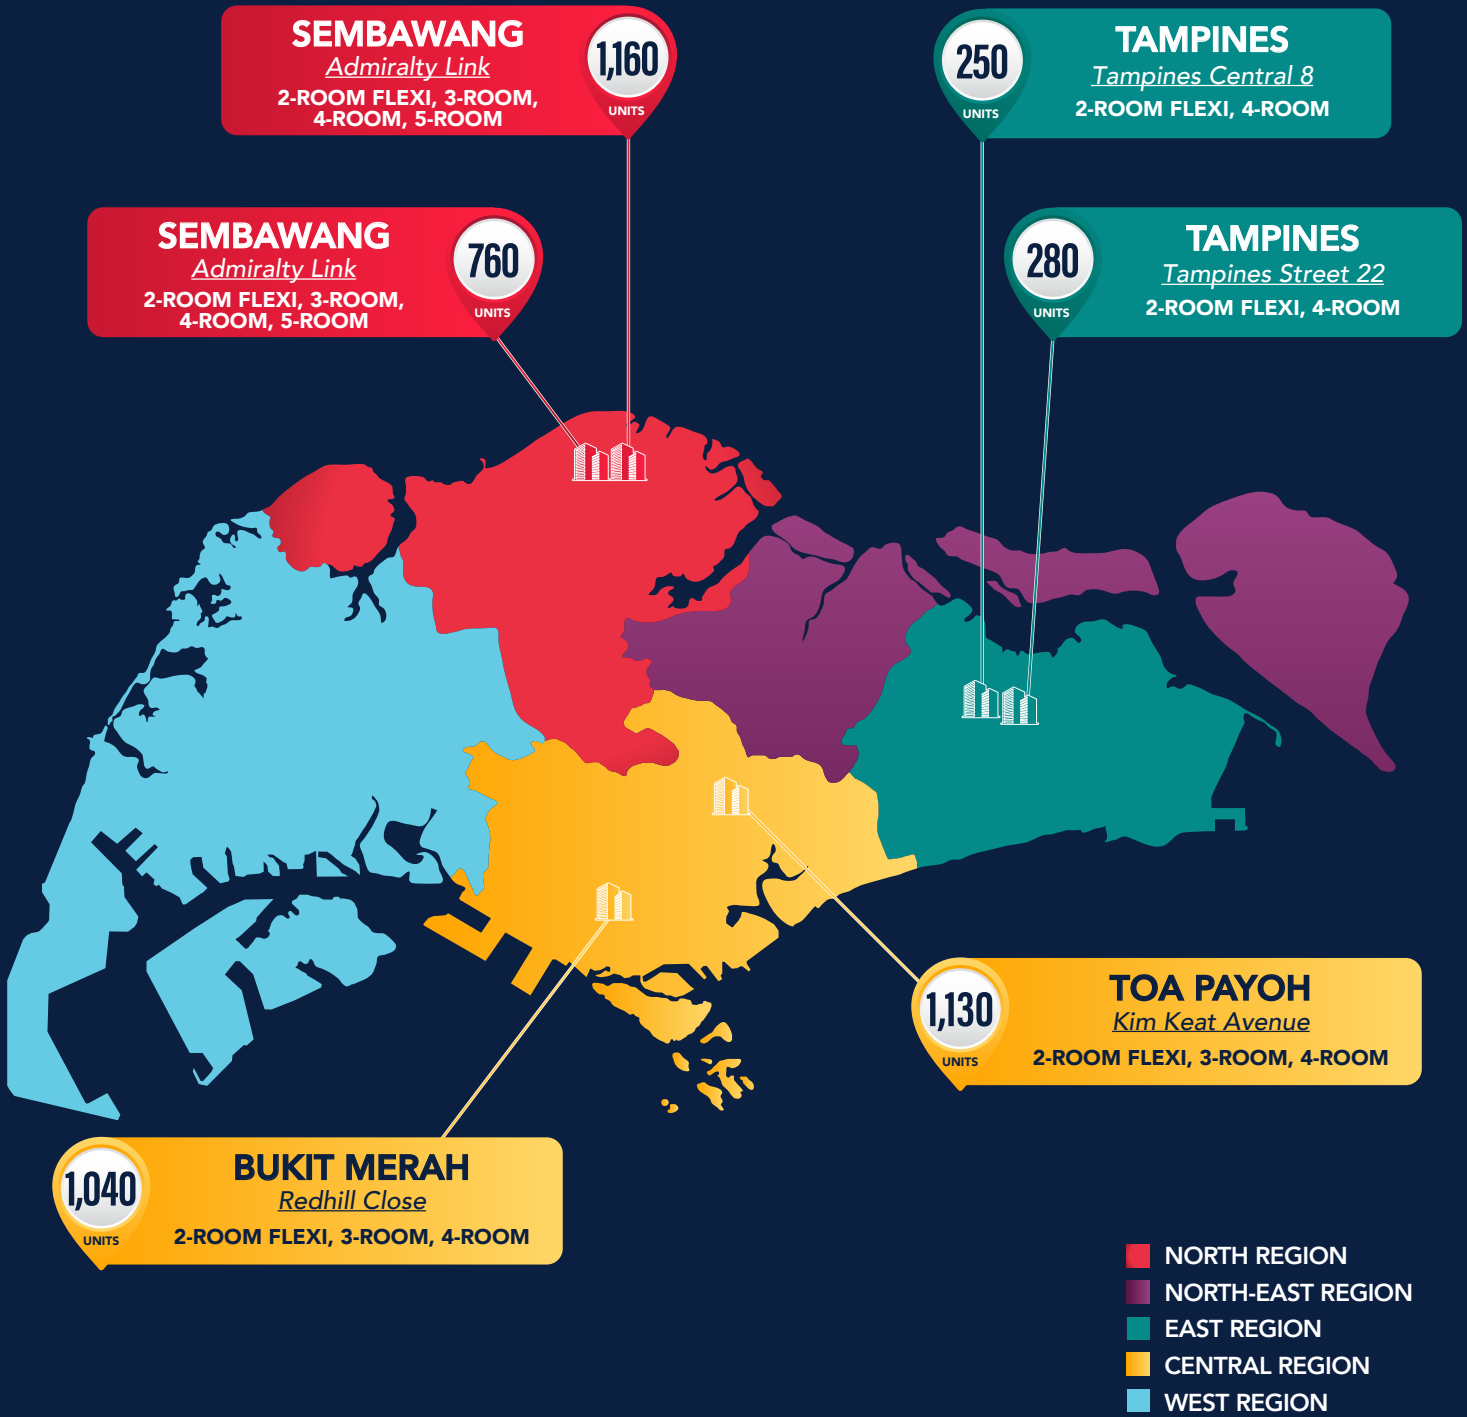 SEMBAWANG
Admiralty Link
2-ROOM FLEXI, 3-ROOM,
4-ROOM, 5-ROOM
1,160
UNITS
250
UNITS
TAMPINES
Tampines Central 8
2-ROOM FLEXI, 4-ROOM
SEMBAWANG
Admiralty Link
2-ROOM FLEXI, 3-ROOM,
4-ROOM, 5-ROOM
760
UNITS
280
UNITS
TAMPINES
Tampines Street 22
2-ROOM FLEXI, 4-ROOM
1,130
UNITS
TOA PAYOH
Kim Keat Avenue
2-ROOM FLEXI, 3-ROOM, 4-ROOM
1,040
UNITS
BUKIT MERAH
Redhill Close
2-ROOM FLEXI, 3-ROOM, 4-ROOM
NORTH REGION
NORTH-EAST REGION
EAST REGION
CENTRAL REGION
WEST REGION